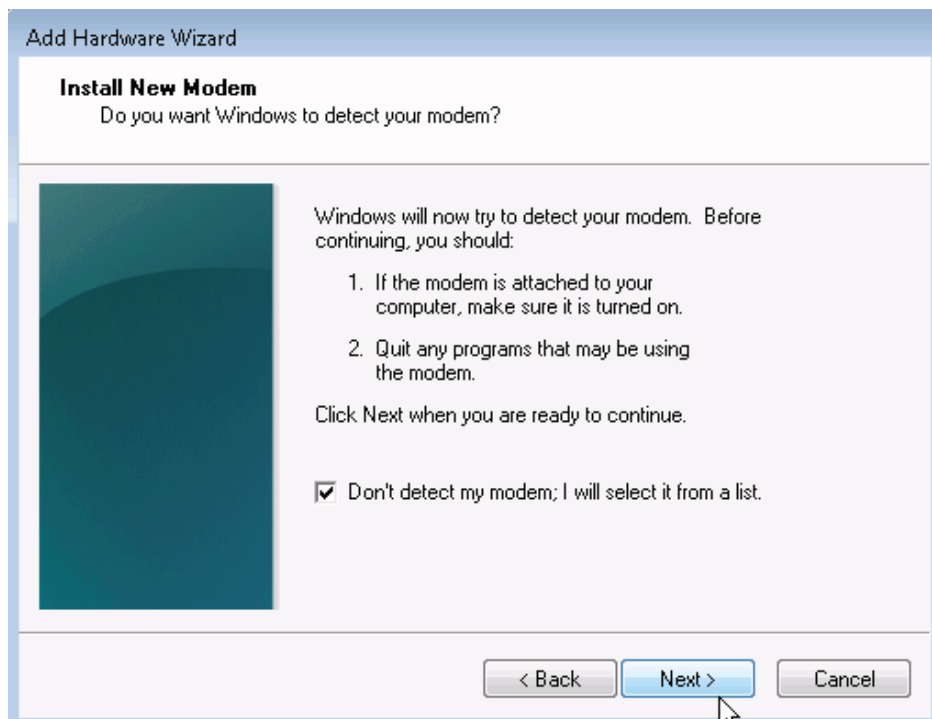 Add Hardware Wizard
Install New Modem
Do you want Windows to detect your modem?
Windows will now try to detect your modem.  Before
continuing, you should:
1. If the modem is attached to your
computer, make sure it is turned on.
2. Quit any programs that may be using
the modem.
Click Next when you are ready to continue.
Don't detect my modem; I will select it from a list.
< Back Next > Cancel